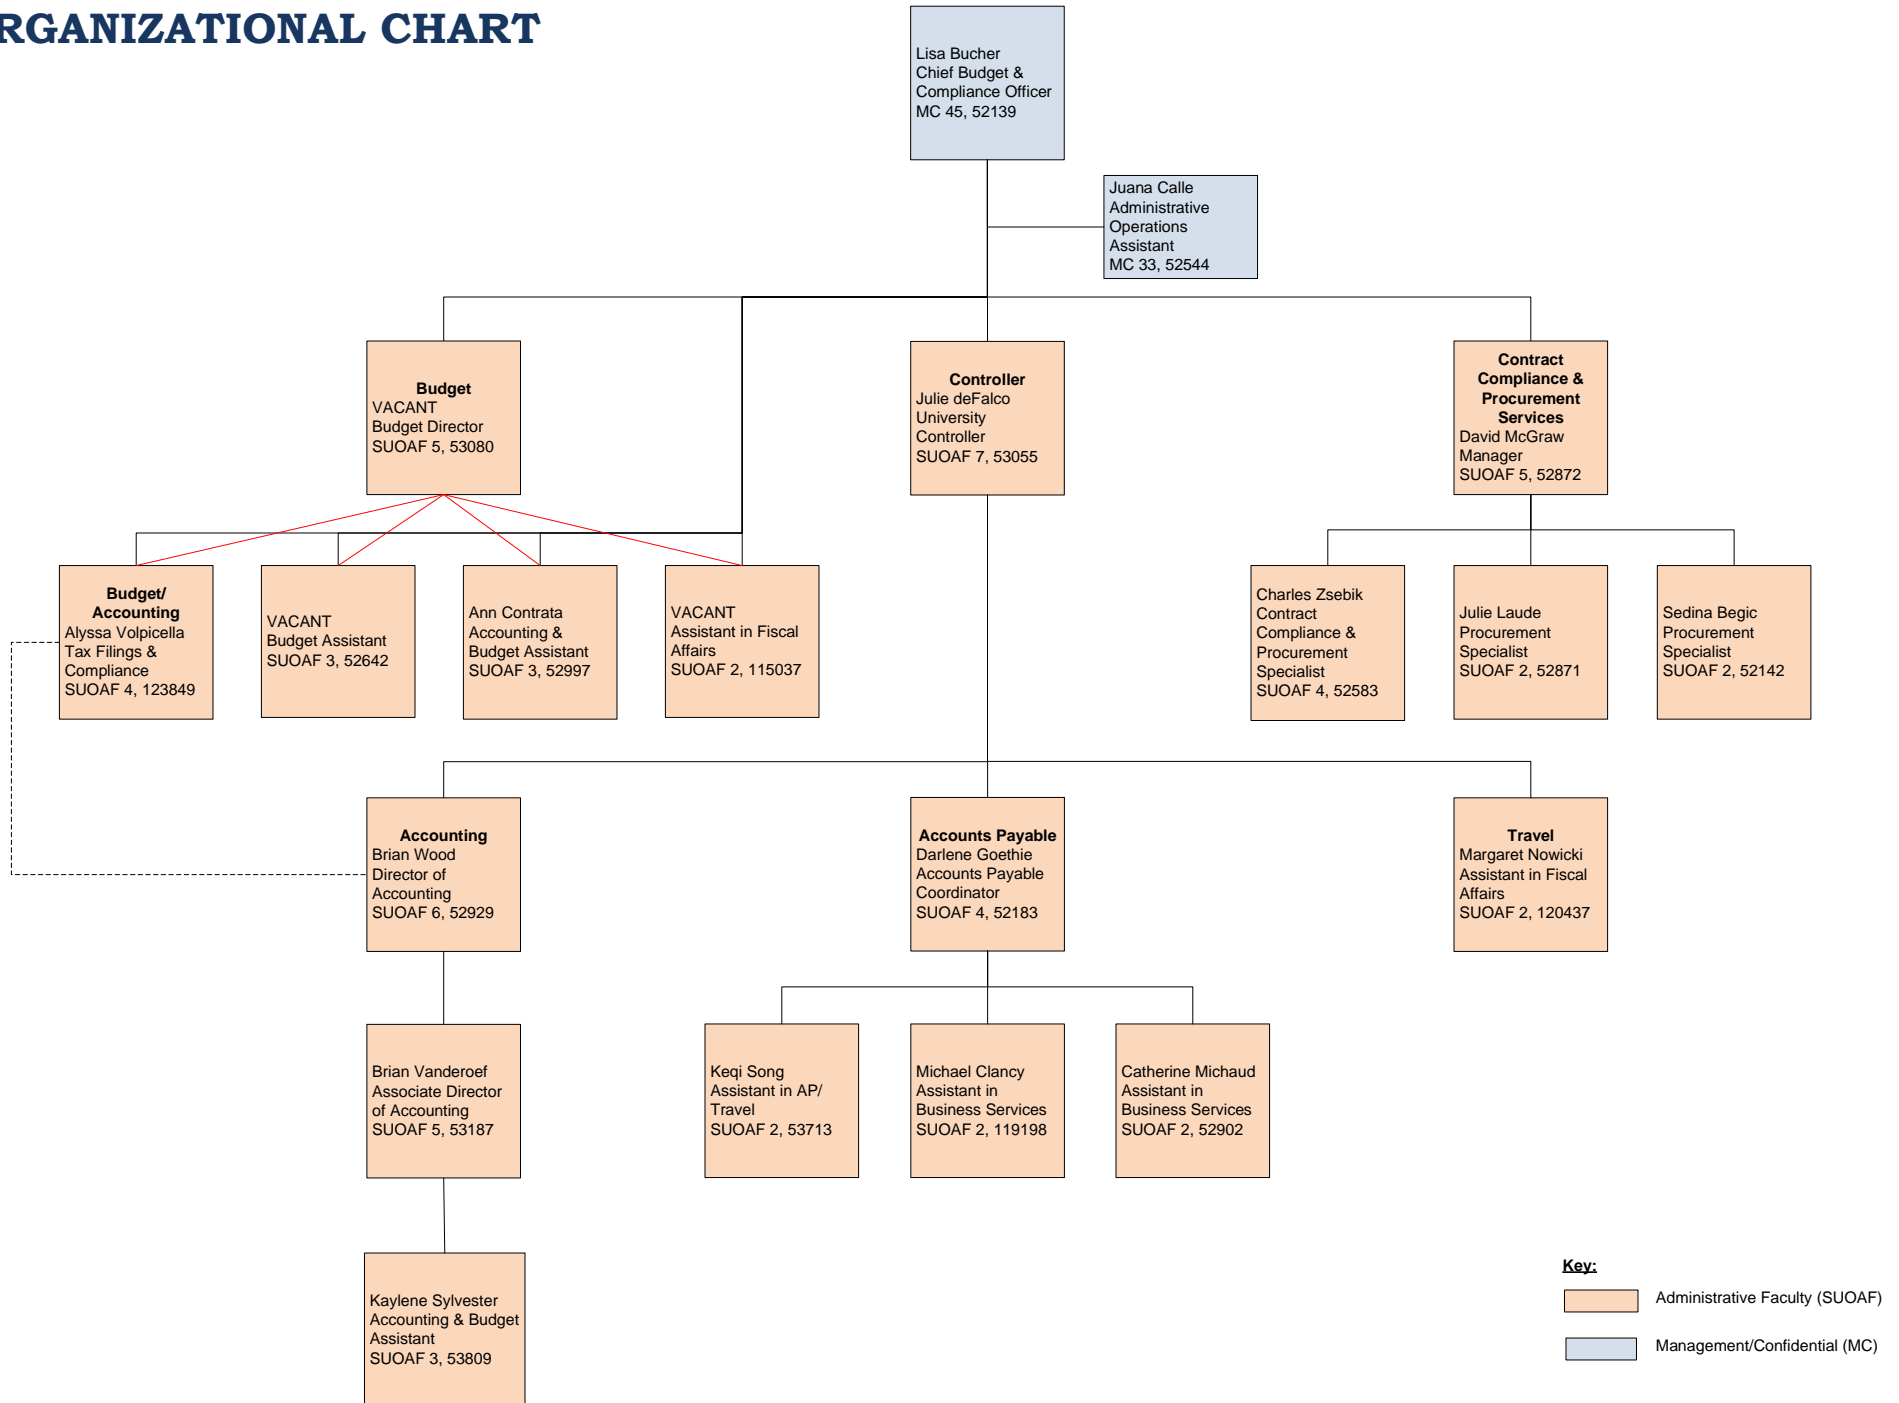 RGANIZATIONAL CHART
Lisa Bucher
Chief Budget &
Compliance Officer
MC 45, 52139
Juana Calle
Administrative
Operations
Assistant
MC 33, 52544
Budget
VACANT
Budget Director
SUOAF 5, 53080
Controller
Julie deFalco
University
Controller
SUOAF 7, 53055
Contract
Compliance &
Procurement
Services
David McGraw
Manager
SUOAF 5, 52872
Budget/
Accounting
Alyssa Volpicella
Tax Filings &
Compliance
SUOAF 4, 123849
VACANT
Budget Assistant
SUOAF 3, 52642
Ann Contrata
Accounting &
Budget Assistant
SUOAF 3, 52997
VACANT
Assistant in Fiscal
Affairs
SUOAF 2, 115037
Charles Zsebik
Contract
Compliance &
Procurement
Specialist
SUOAF 4, 52583
Julie Laude
Procurement
Specialist
SUOAF 2, 52871
Sedina Begic
Procurement
Specialist
SUOAF 2, 52142
Accounting
Brian Wood
Director of
Accounting
SUOAF 6, 52929
Accounts Payable
Darlene Goethie
Accounts Payable
Coordinator
SUOAF 4, 52183
Travel
Margaret Nowicki
Assistant in Fiscal
Affairs
SUOAF 2, 120437
Brian Vanderoef
Associate Director
of Accounting
SUOAF 5, 53187
Keqi Song
Assistant in AP/
Travel
SUOAF 2, 53713
Michael Clancy
Assistant in
Business Services
SUOAF 2, 119198
Catherine Michaud
Assistant in
Business Services
SUOAF 2, 52902
Kaylene Sylvester
Accounting & Budget
Assistant
SUOAF 3, 53809
Key:
Administrative Faculty (SUOAF)
Management/Confidential (MC)